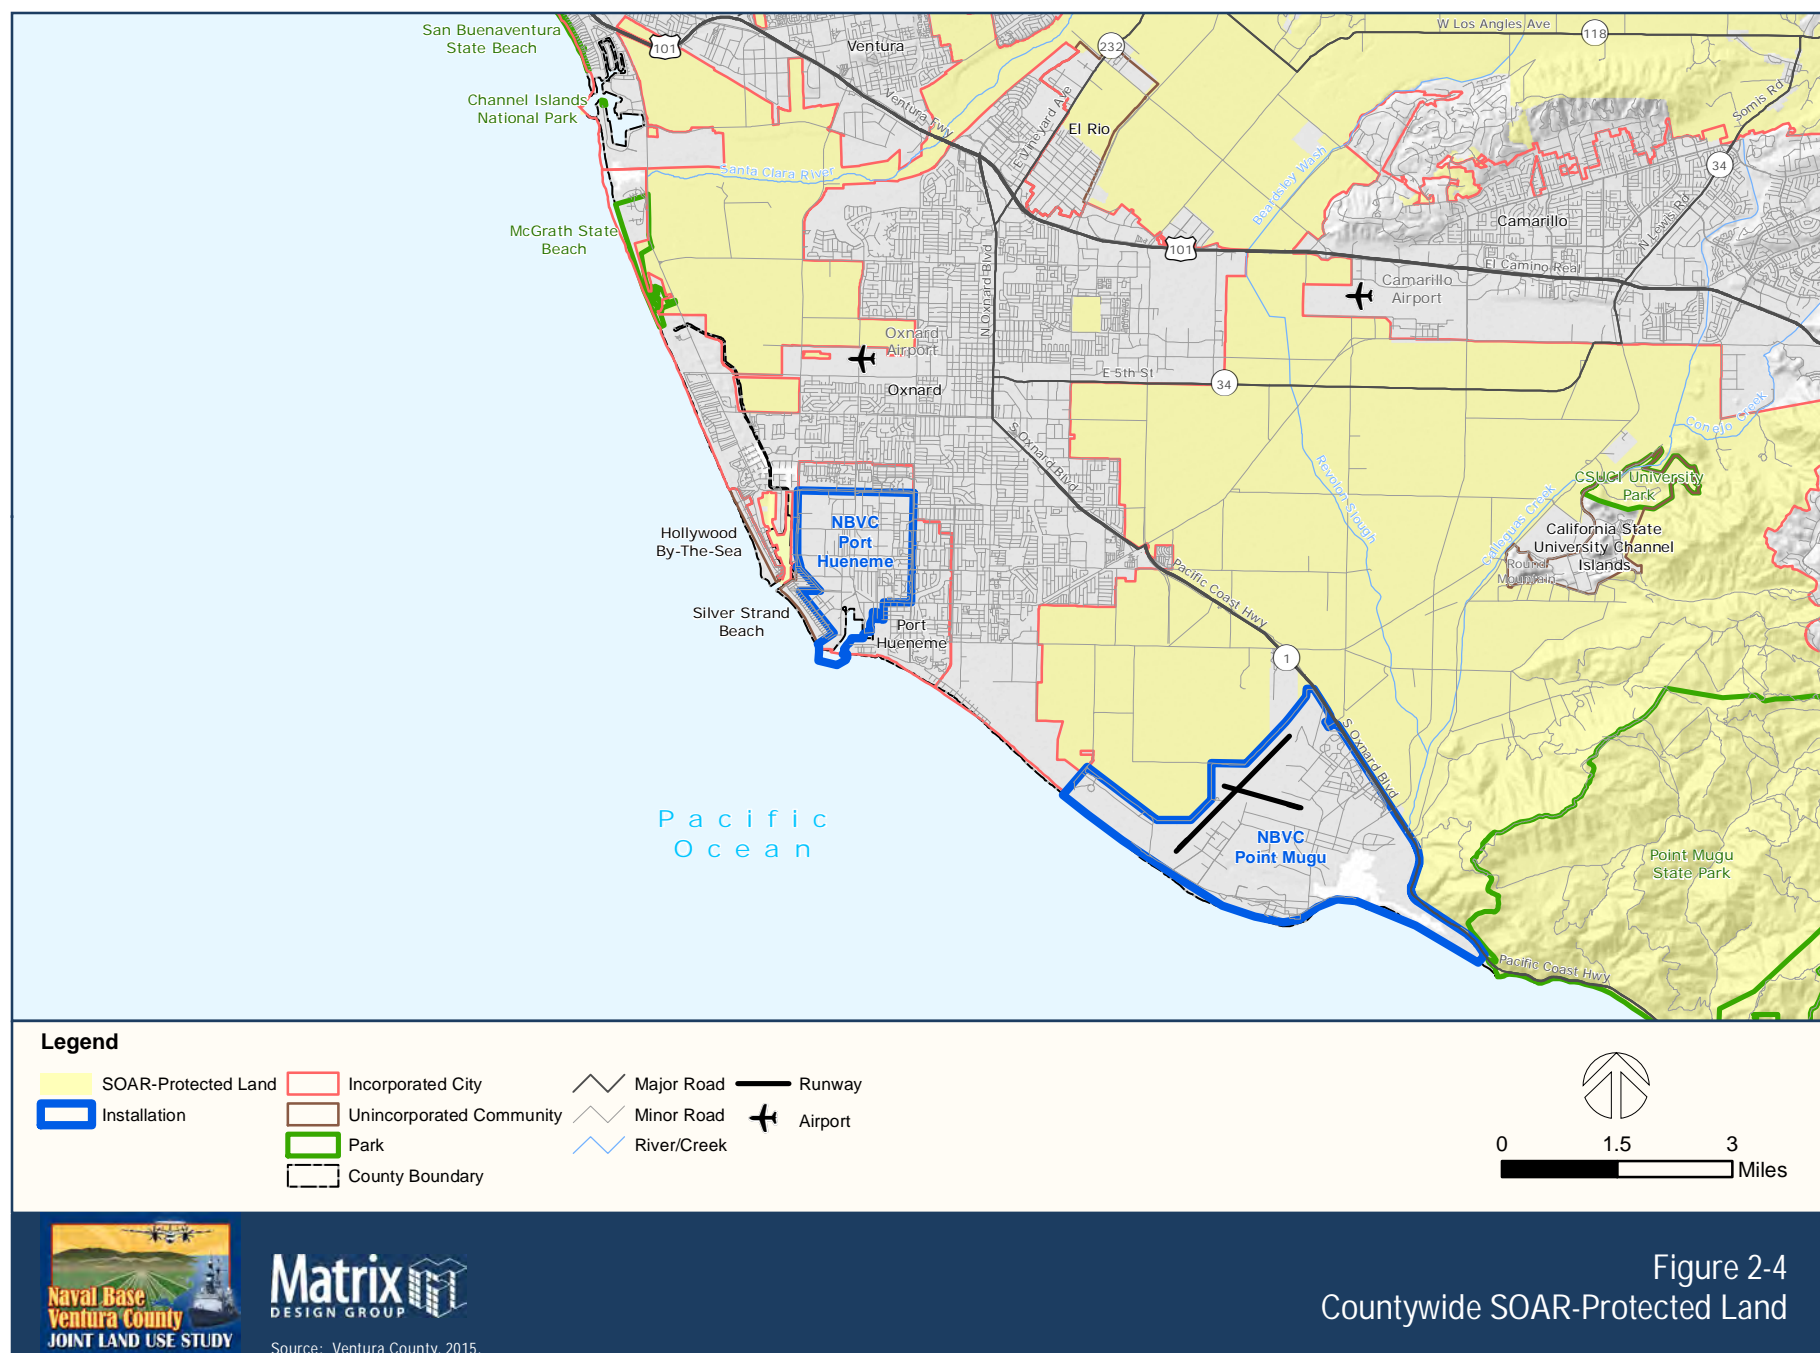 San Buenaventura
State Beach
Channel Islands
National Park
McGrath State
Beach
Hollywood
By-The-Sea
Silver Strand
Beach
101
Ventura
Ventura Fwy
Santa Clara River
232
E Vineyard Ave
El Rio
W Los Angles Ave
118
Somis Rd
34
Beardsley Wash
Camarillo
N Lewis Rd
101
El Camino Real
Camarillo
Airport
N Oxnard Blvd
Oxnard
Airport
Oxnard
E 5th St
34
S Oxnard Blvd
Conejo Creek
Revolon Slough
Calleguas Creek
CSUCI University
Park
California State
University Channel
Islands
Round
Mountain
NBVC
Port
Hueneme
Port
Hueneme
Pacific Coast Hwy
1
S Oxnard Blvd
NBVC
Point Mugu
Point Mugu
State Park
Pacific Coast Hwy
Pacific
Ocean
Legend
SOAR-Protected Land
Installation
Incorporated City
Unincorporated Community
Park
County Boundary
Major Road
Minor Road
River/Creek
Runway
Airport
0 1.5 3
Miles
Naval Base
Ventura County
JOINT LAND USE STUDY
Matrix
DESIGN GROUP
Source: Ventura County, 2015.
Figure 2-4
Countywide SOAR-Protected Land